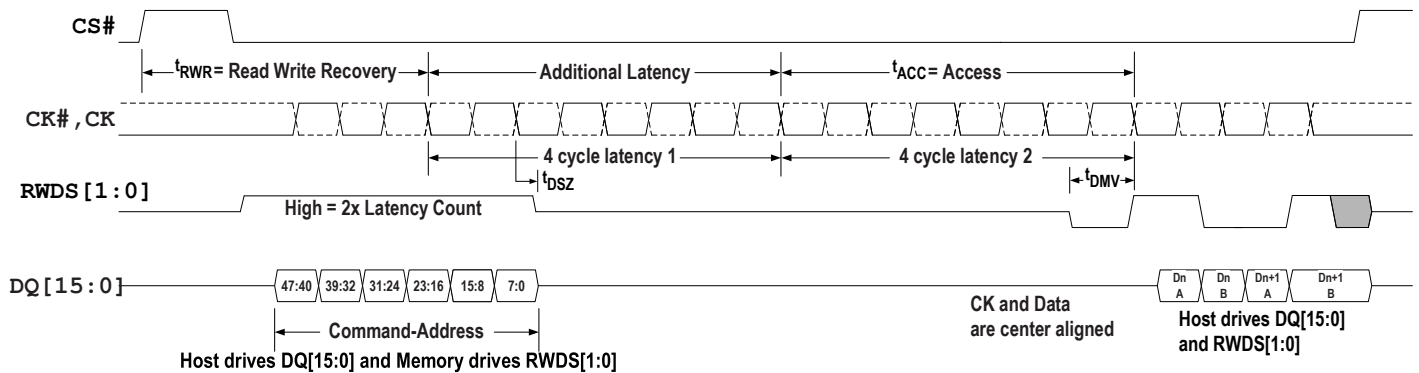 CS#
tRWR= Read Write Recovery
Additional Latency
tACC= Access
CK#,CK
4 cycle latency 1
4 cycle latency 2
tDSZ
tDMV
RWDS[1:0]
High = 2x Latency Count
DQ[15:0]
47:40
39:32
31:24
23:16
15:8
7:0
Dn
A
Dn
B
Dn+1
A
Dn+1
B
CK and Data
are center aligned
Command-Address
Host drives DQ[15:0]
and RWDS[1:0]
Host drives DQ[15:0] and Memory drives RWDS[1:0]